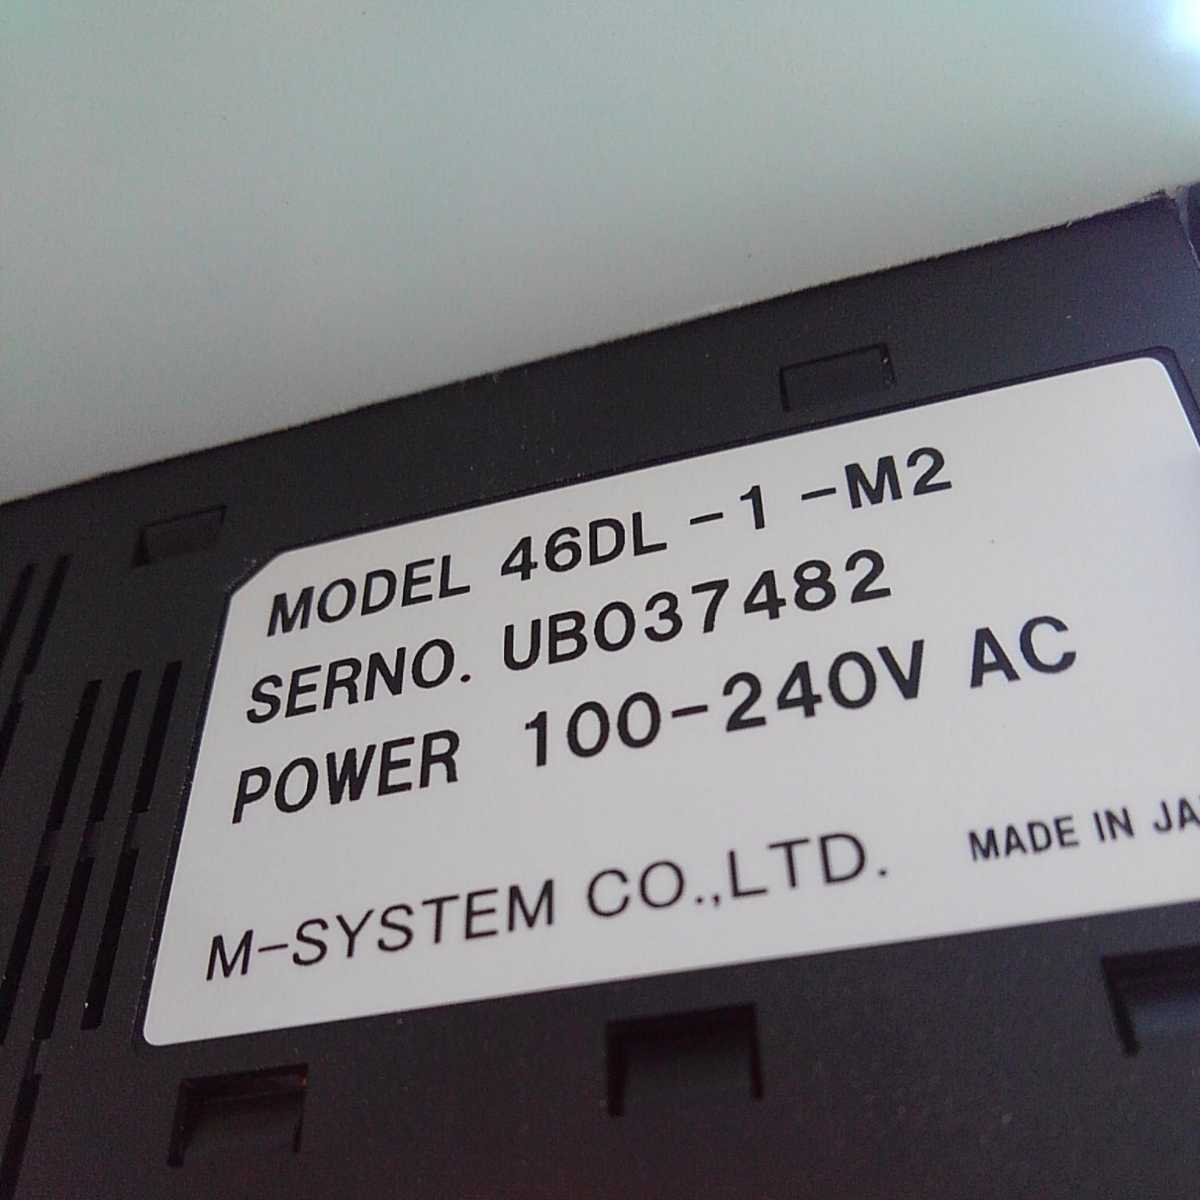 MODEL 46DL -1 -M2
SERNO. UB037482
POWER 100-240V AC
M-SYSTEM CO.,LTD. MADE IN JA